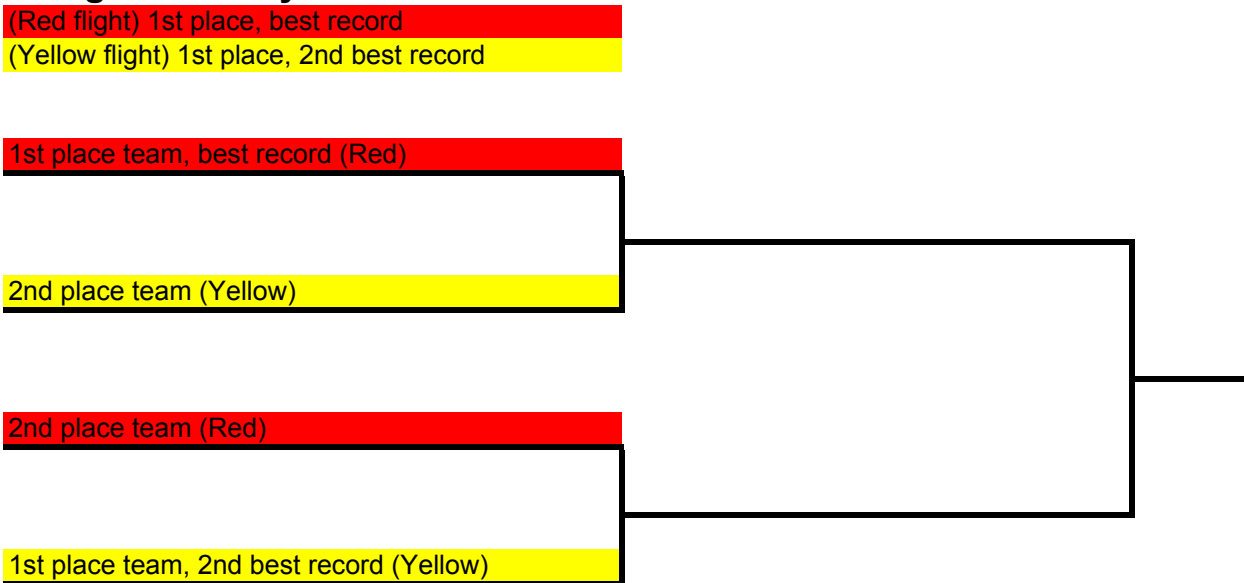 (Red flight) 1st place, best record
(Yellow flight) 1st place, 2nd best record
1st place team, best record (Red)
2nd place team (Yellow)
2nd place team (Red)
1st place team, 2nd best record (Yellow)